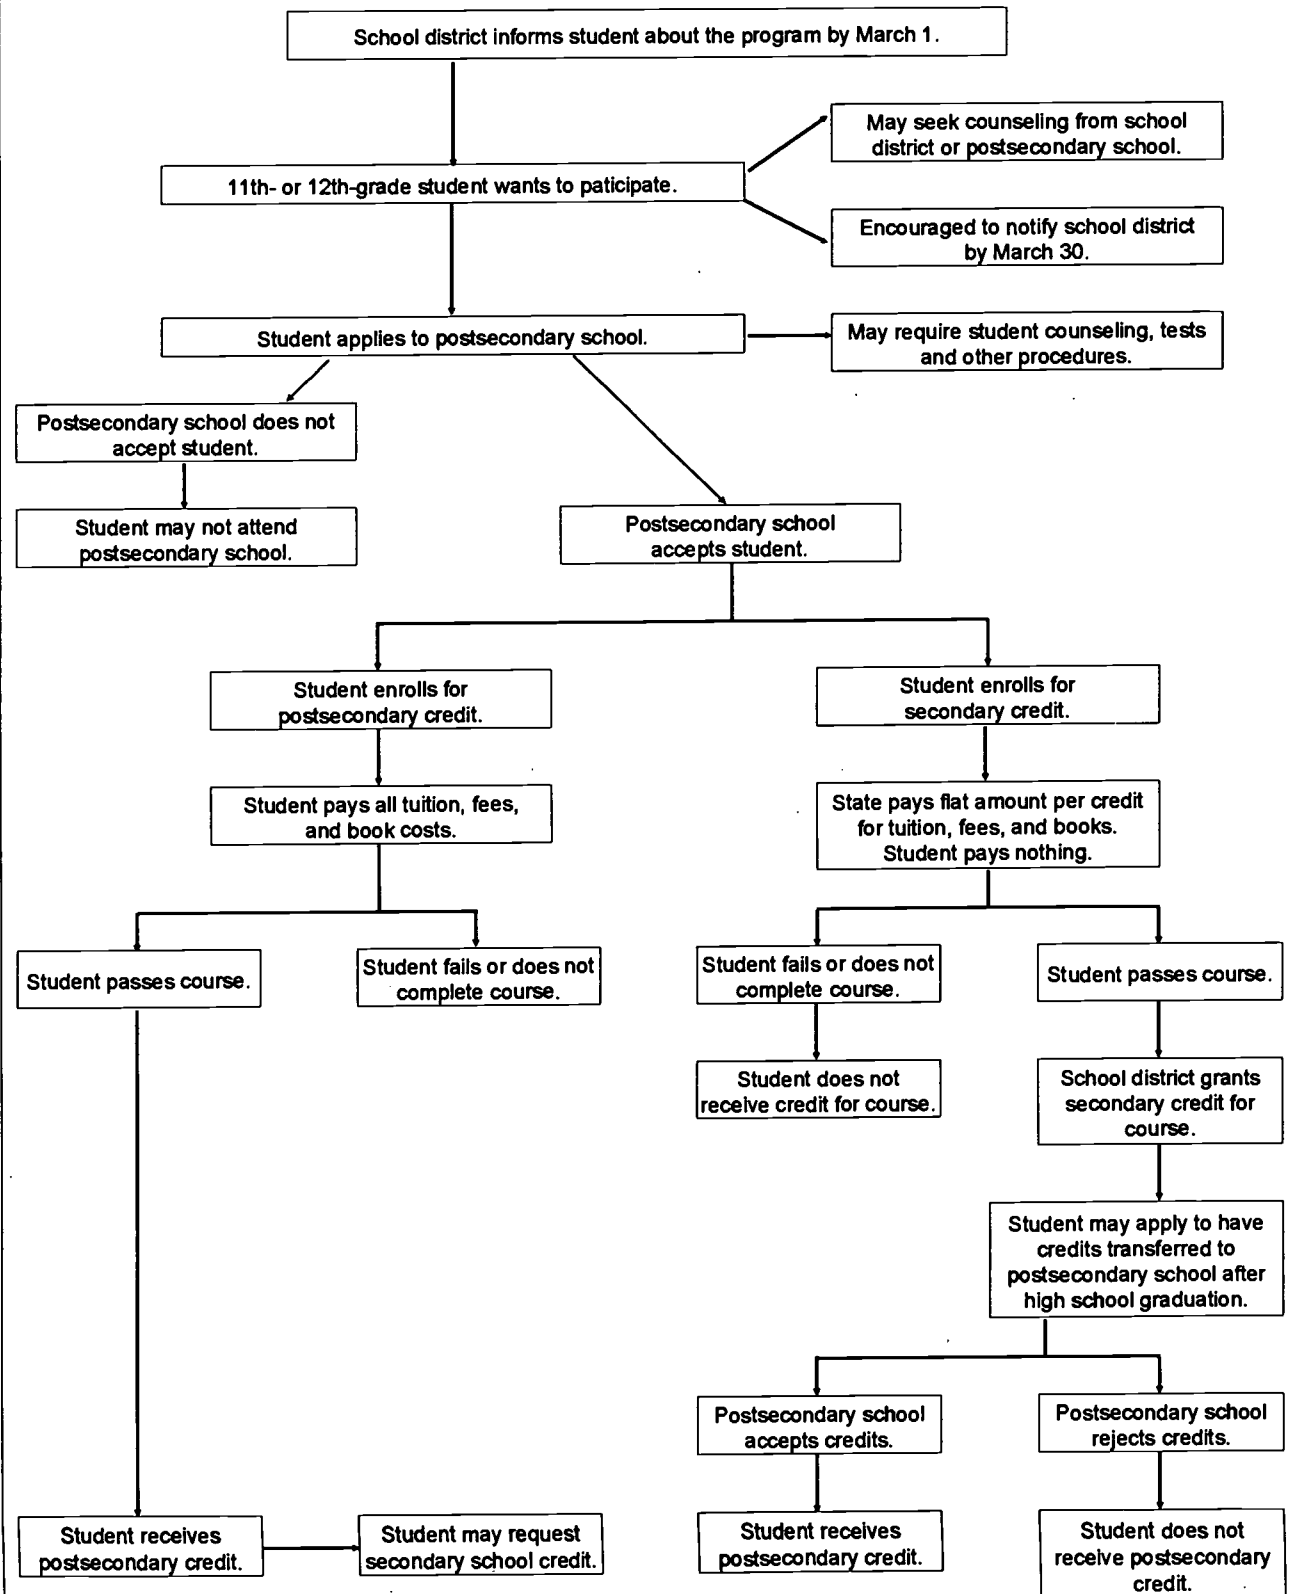 School district informs student about the program by March 1.
May seek counseling from school
district or postsecondary school.
11th- or 12th-grade student wants to paticipate.
Encouraged to notify school district
by March 30.
Student applies to postsecondary school.
May require student counseling, tests
and other procedures.
Postsecondary school does not
accept student.
Student may not attend
postsecondary school.
Postsecondary school
accepts student.
Student enrolls for
postsecondary credit.
Student enrolls for
secondary credit.
Student pays all tuition, fees,
and book costs.
State pays flat amount per credit
for tuition, fees, and books.
Student pays nothing.
Student passes course.
Student fails or does not
complete course.
Student fails or does not
complete course.
Student passes course.
Student does not
receive credit for course.
School district grants
secondary credit for
course.
Student may apply to have
credits transferred to
postsecondary school after
high school graduation.
Postsecondary school
accepts credits.
Postsecondary school
rejects credits.
Student receives
postsecondary credit.
Student may request
secondary school credit.
Student receives
postsecondary credit.
Student does not
receive postsecondary
credit.